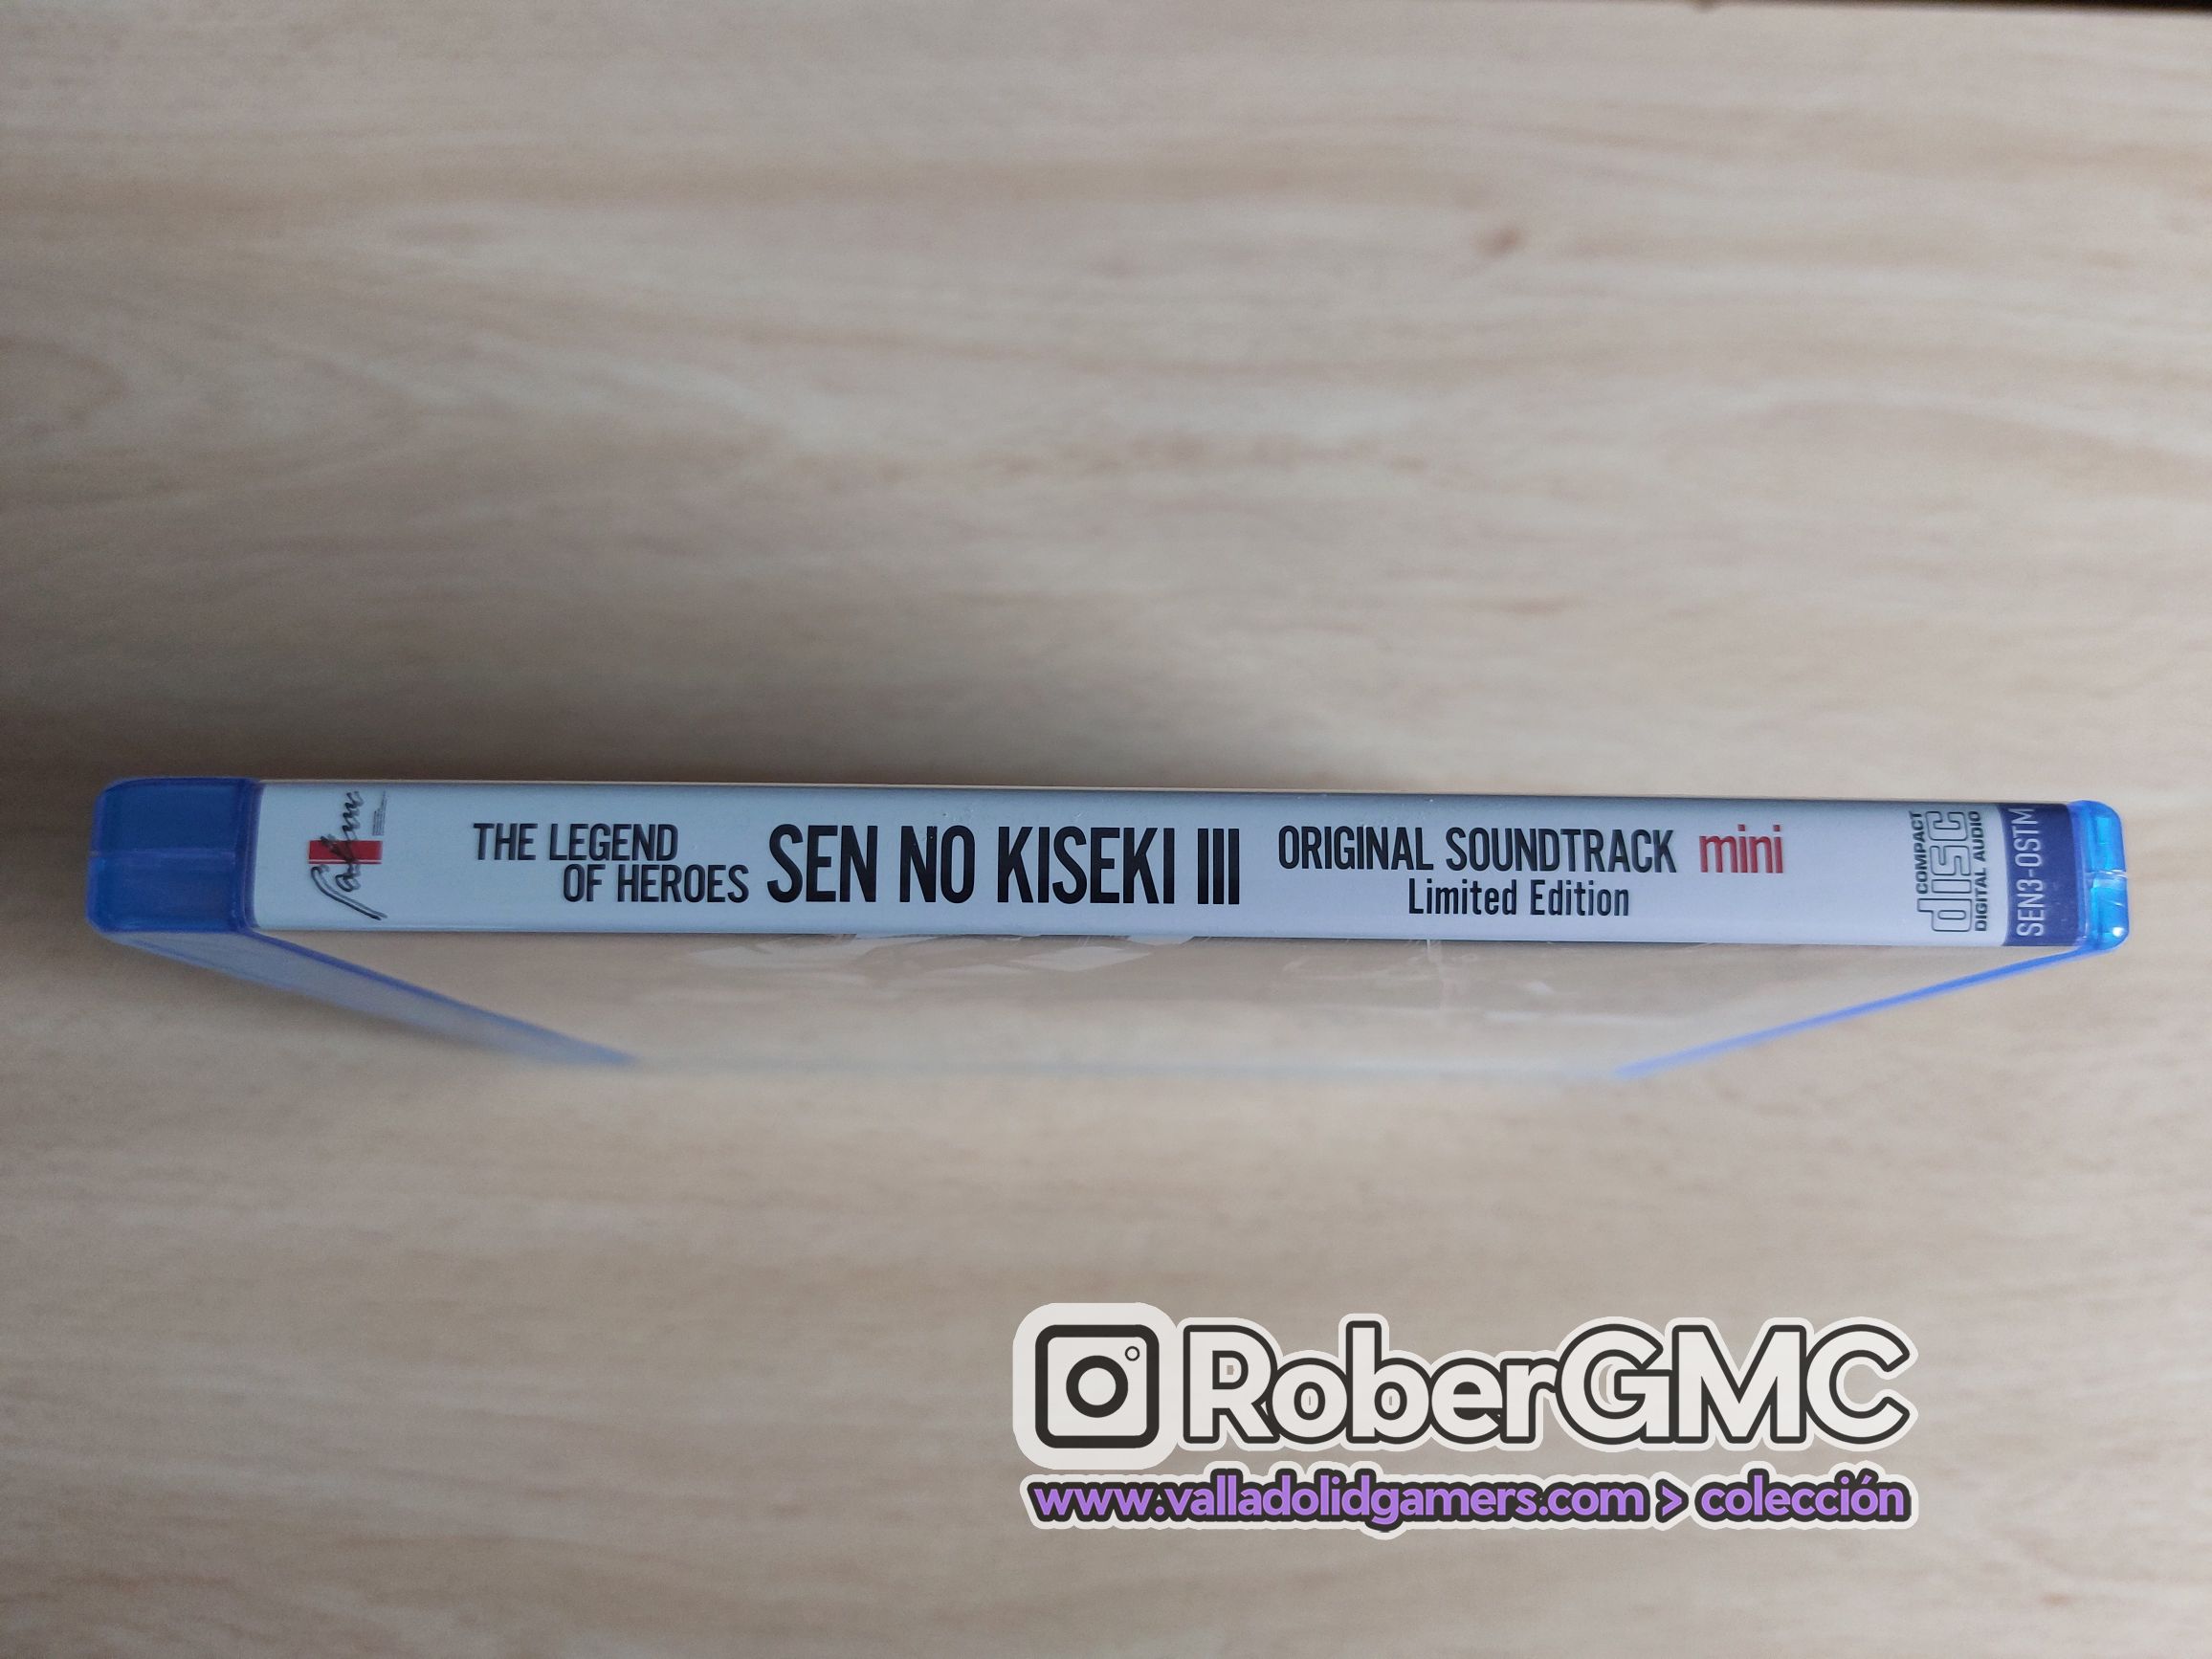 Falcom
THE LEGEND
OF HEROES
SEN NO KISEKI III
ORIGINAL SOUNDTRACK mini
Limited Edition
COMPACT
disc
DIGITAL AUDIO
SEN3-OSTM
RoberGMC
www.valladolidgamers.com > colección